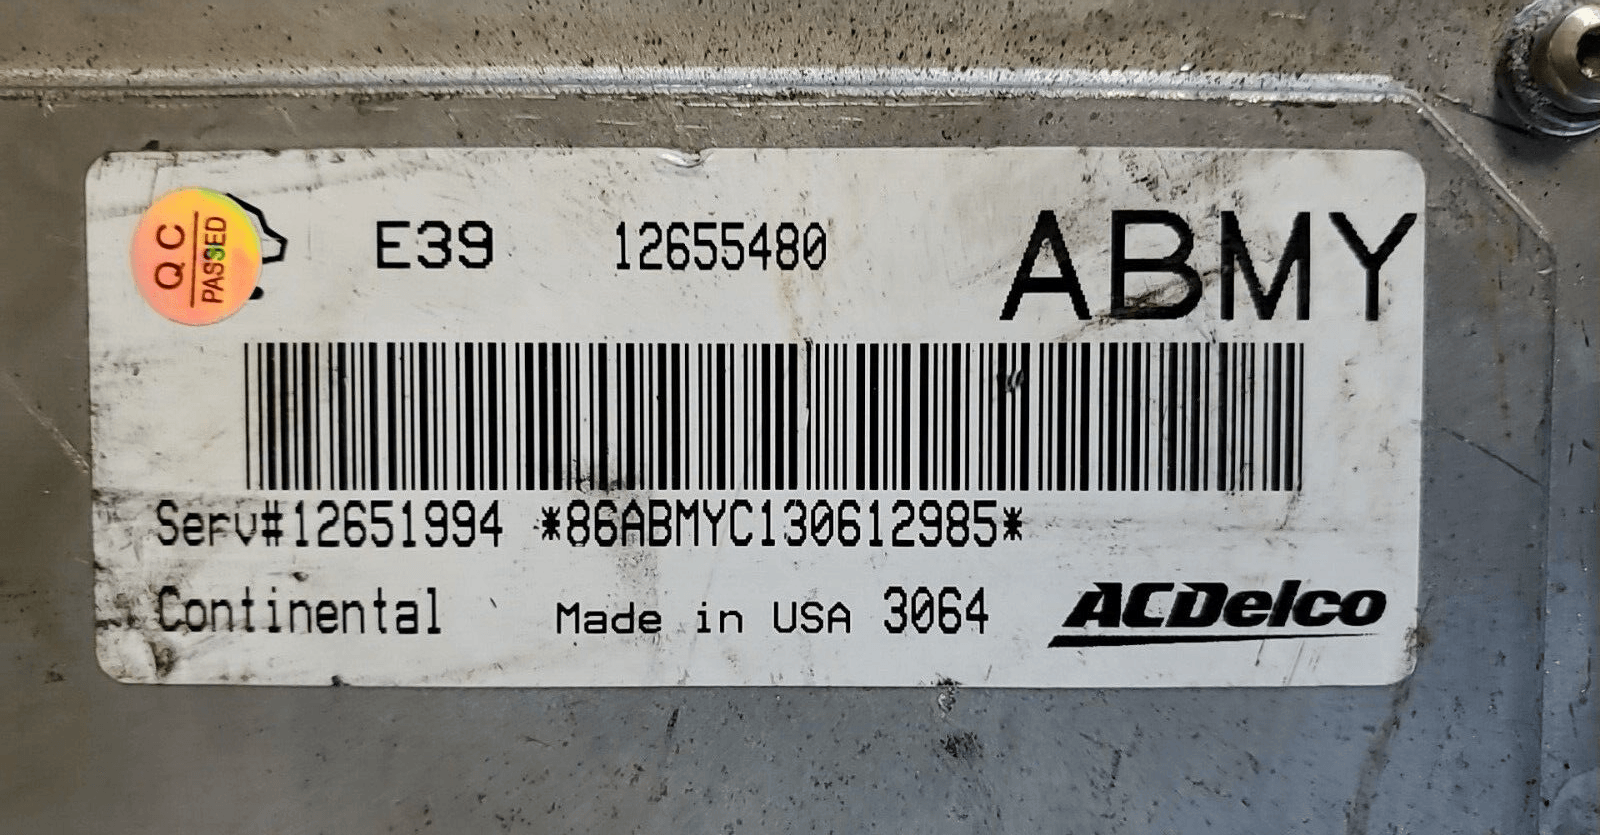 QC
PASSED
E39 12655480 ABMY
Serv#12651994 *86ABMYC130612985*
Continental Made in USA 3064 ACDelco